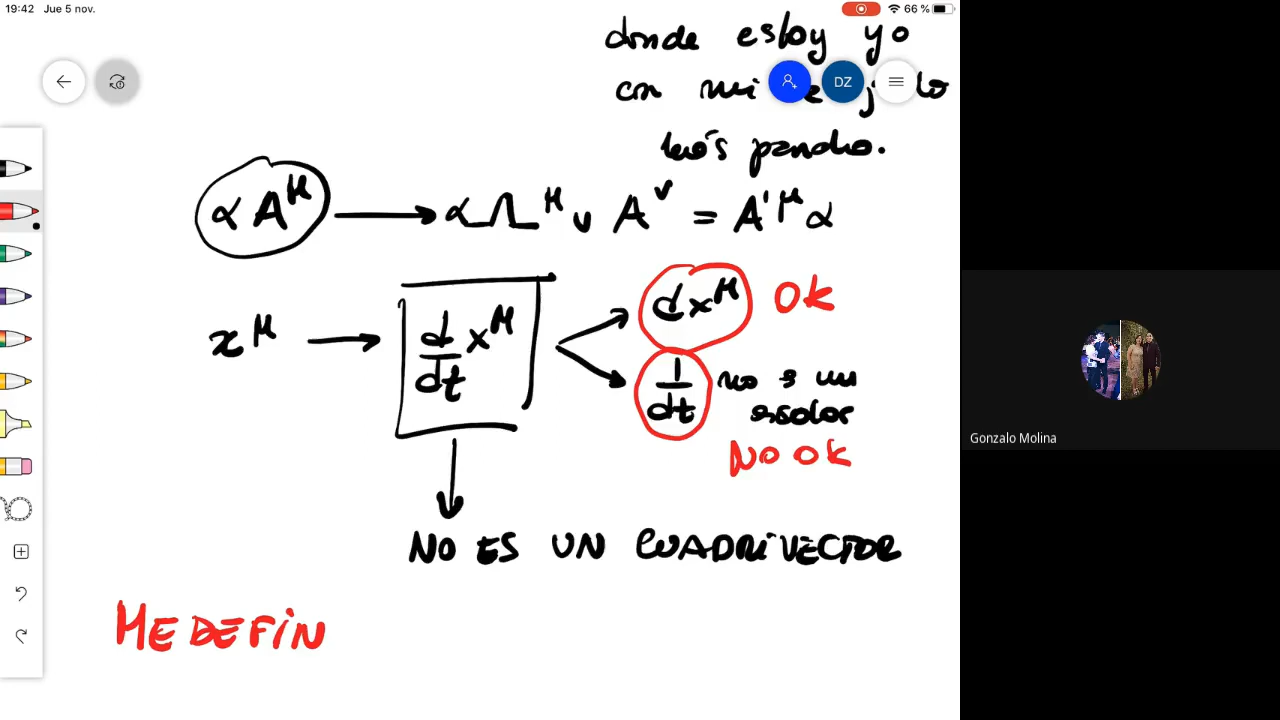 19:42 Jue 5 nov. 66 %
donde estoy yo
con mi
DZ
más pancho.
α A^μ → α Λ^μ_ν A^ν = A'^μ α
x^μ → d/dt x^μ
dx^μ OK
1/dt no es un
escalar
NO OK
NO ES UN CUADRIVECTOR
ME DEFIN
Gonzalo Molina